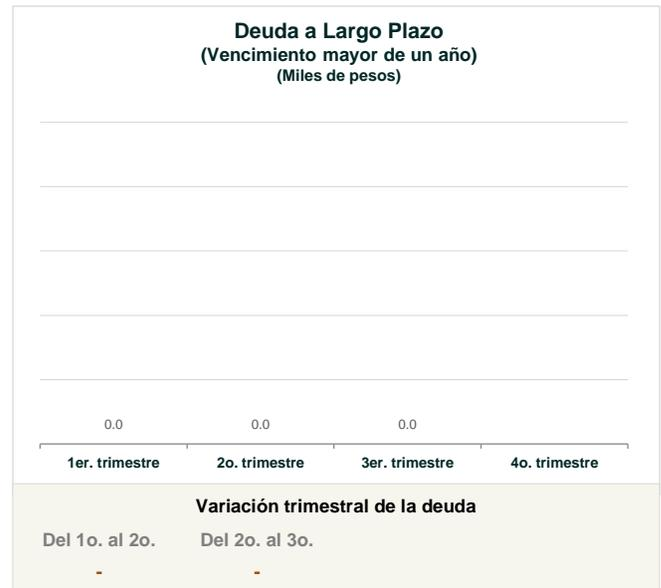 Deuda a Largo Plazo
(Vencimiento mayor de un año)
(Miles de pesos)
0.0 0.0 0.0
1er. trimestre 2o. trimestre 3er. trimestre 4o. trimestre
Variación trimestral de la deuda
Del 1o. al 2o. Del 2o. al 3o.
- -